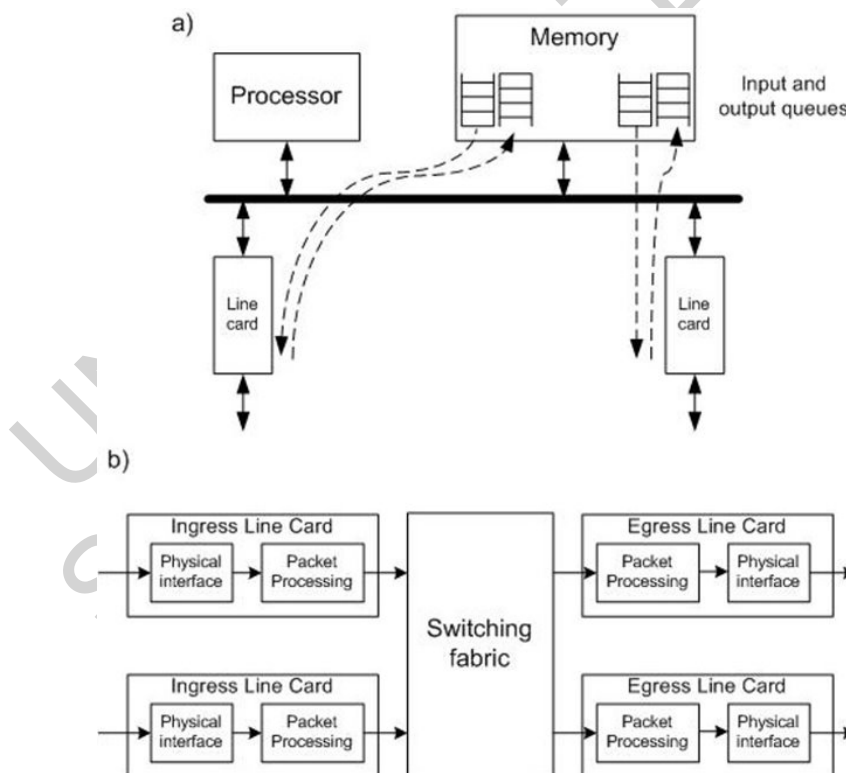 a)
Memory
Processor
Input and
output queues
Line
card
Line
card
b)
Ingress Line Card
Physical
interface
Packet
Processing
Switching
fabric
Egress Line Card
Packet
Processing
Physical
interface
Ingress Line Card
Physical
interface
Packet
Processing
Egress Line Card
Packet
Processing
Physical
interface